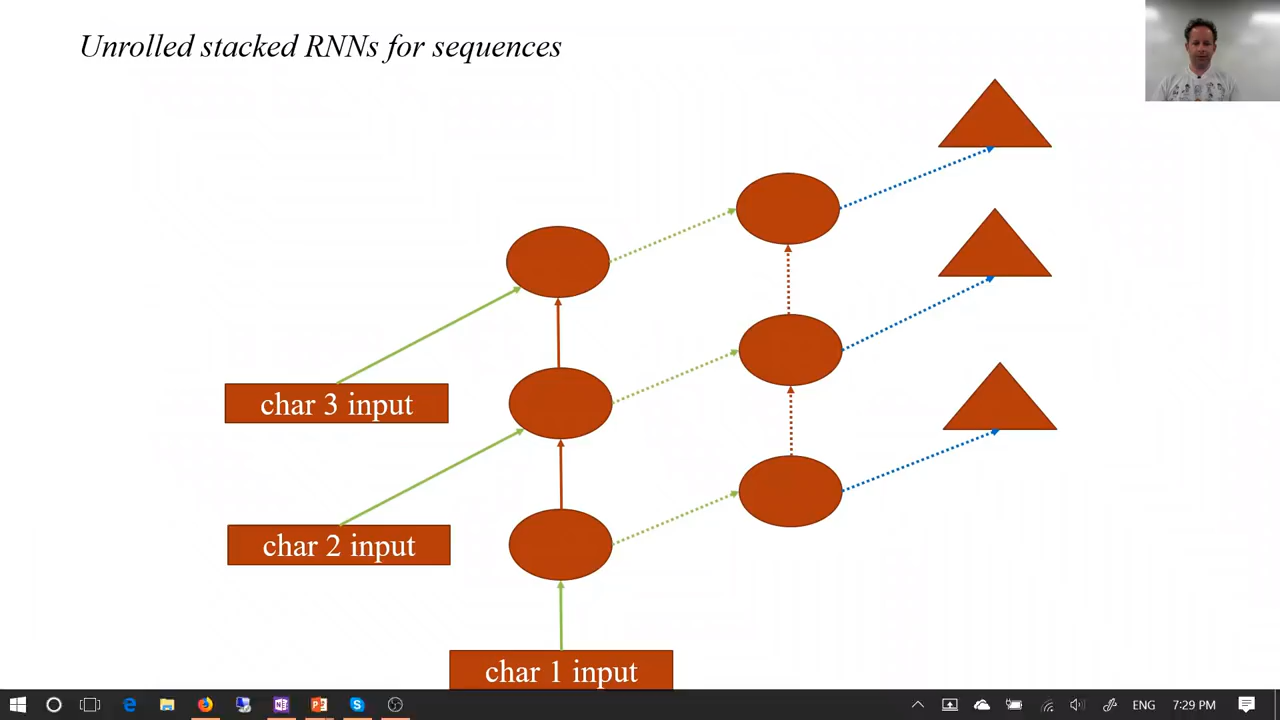 Unrolled stacked RNNs for sequences
char 3 input
char 2 input
char 1 input
ENG
7:29 PM